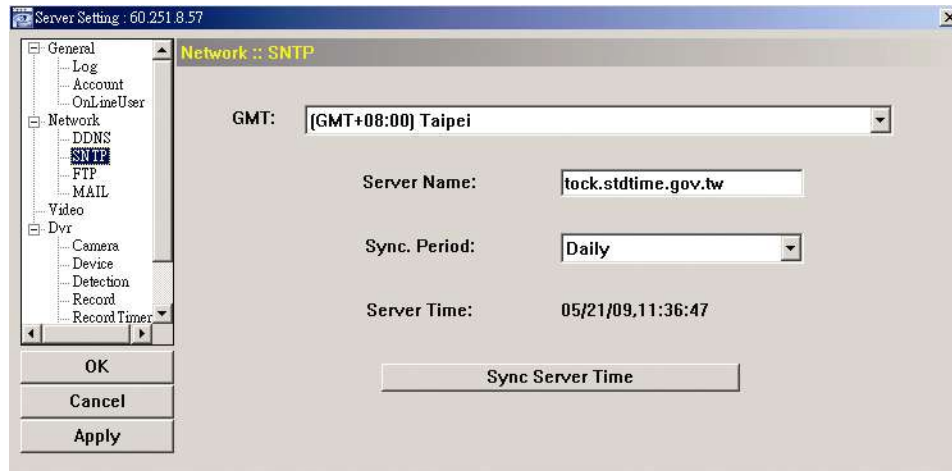 Server Setting : 60.251.8.57
General
Log
Account
OnLineUser
Network
DDNS
SNTP
FTP
MAIL
Video
Dvr
Camera
Device
Detection
Record
Record Timer
OK
Cancel
Apply
Network :: SNTP
GMT: (GMT+08:00) Taipei
Server Name: tock.stdtime.gov.tw
Sync. Period: Daily
Server Time: 05/21/09,11:36:47
Sync Server Time